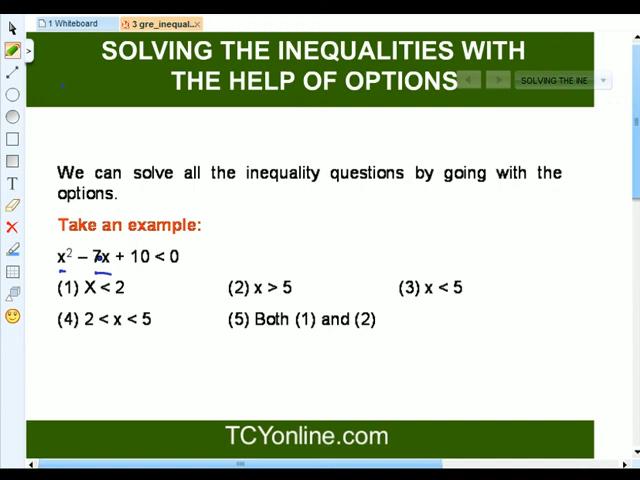 1 Whiteboard
3 gre_inequal...
SOLVING THE INEQUALITIES WITH
THE HELP OF OPTIONS
SOLVING THE INE
T
We can solve all the inequality questions by going with the
options.
Take an example:
x² – 7x + 10 < 0
(1) X < 2 (2) x > 5 (3) x < 5
(4) 2 < x < 5 (5) Both (1) and (2)
TCYonline.com